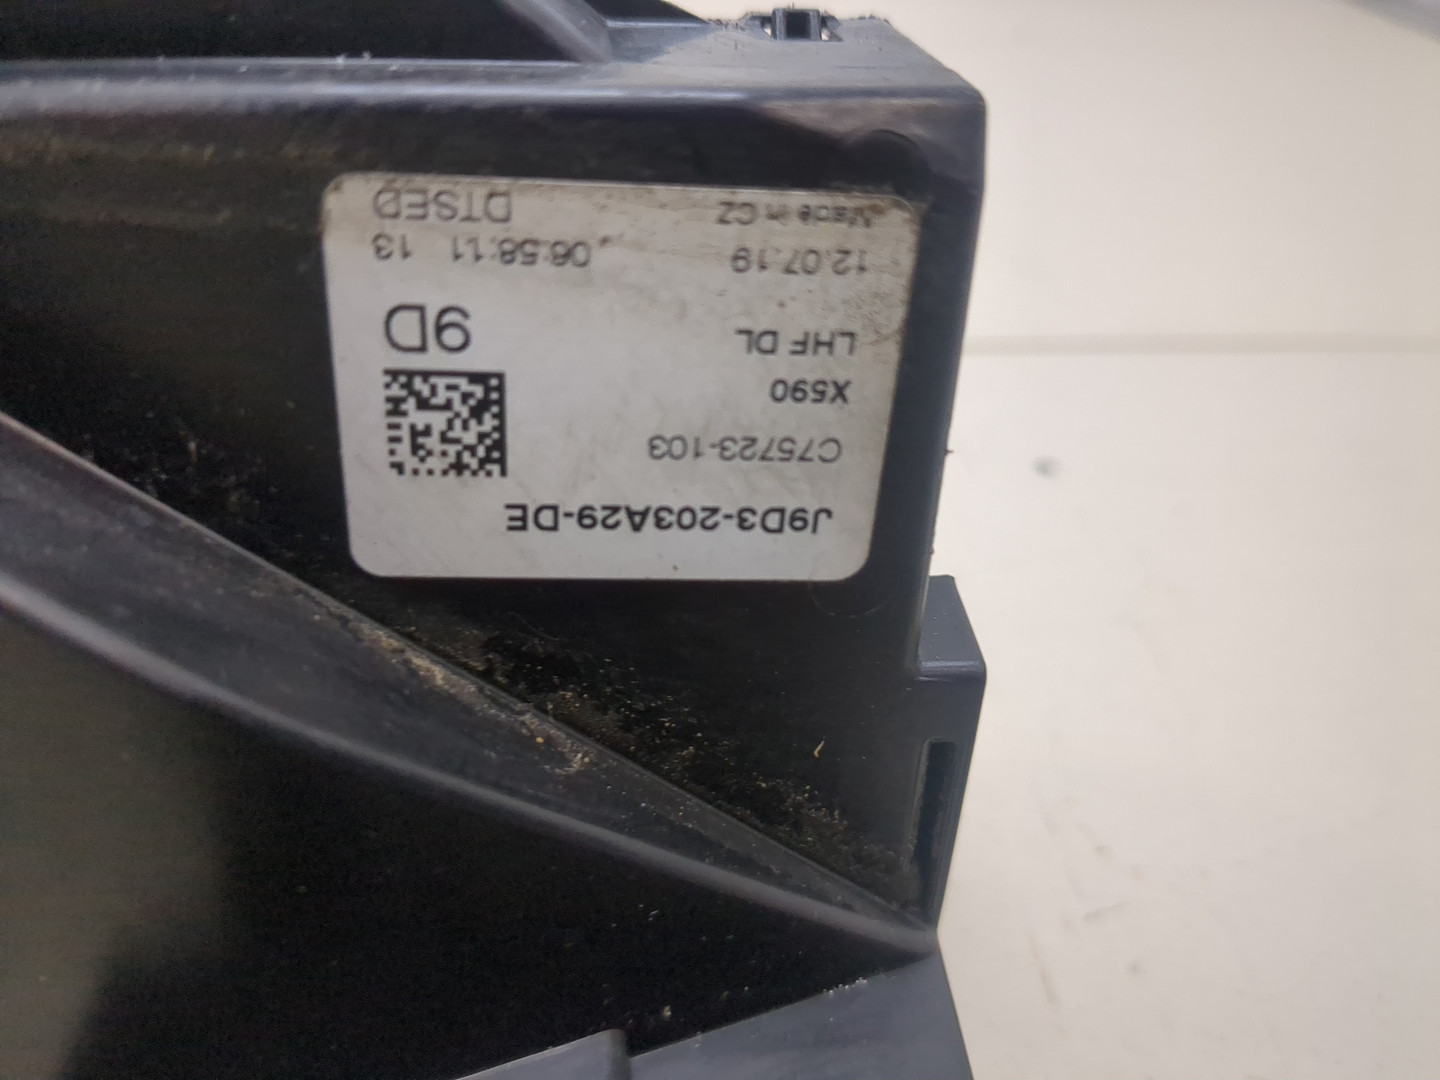 J9D3-203A29-DE
C75723-103
X590
LHF DL
9D
12.07.19 06:58:11 13
Made in CZ DTSED